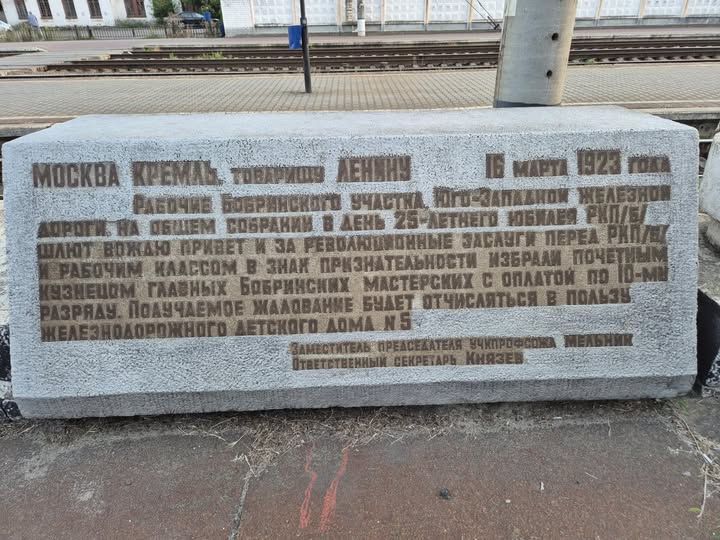 МОСКВА КРЕМЛЬ, ТОВАРИЩУ ЛЕНИНУ 16 МАРТА 1923 ГОДА
РАБОЧИЕ БОБРИНСКОГО УЧАСТКА, ЮГО-ЗАПАДНОЙ ЖЕЛЕЗНОЙ
ДОРОГИ, НА ОБЩЕМ СОБРАНИИ В ДЕНЬ 25-ЛЕТНЕГО ЮБИЛЕЯ РКП/Б/
ШЛЮТ ВОЖДЮ ПРИВЕТ И ЗА РЕВОЛЮЦИОННЫЕ ЗАСЛУГИ ПЕРЕД РКП/Б/
И РАБОЧИМ КЛАССОМ В ЗНАК ПРИЗНАТЕЛЬНОСТИ ИЗБРАЛИ ПОЧЕТНЫМ
КУЗНЕЦОМ ГЛАВНЫХ БОБРИНСКИХ МАСТЕРСКИХ С ОПЛАТОЙ ПО 10-МУ
РАЗРЯДУ. ПОЛУЧАЕМОЕ ЖАЛОВАНИЕ БУДЕТ ОТЧИСЛЯТЬСЯ В ПОЛЬЗУ
ЖЕЛЕЗНОДОРОЖНОГО ДЕТСКОГО ДОМА №5
ЗАМЕСТИТЕЛЬ ПРЕДСЕДАТЕЛЯ УЧКПРОФСОЖА МЕЛЬНИК
ОТВЕТСТВЕННЫЙ СЕКРЕТАРЬ КНЯЗЕВ